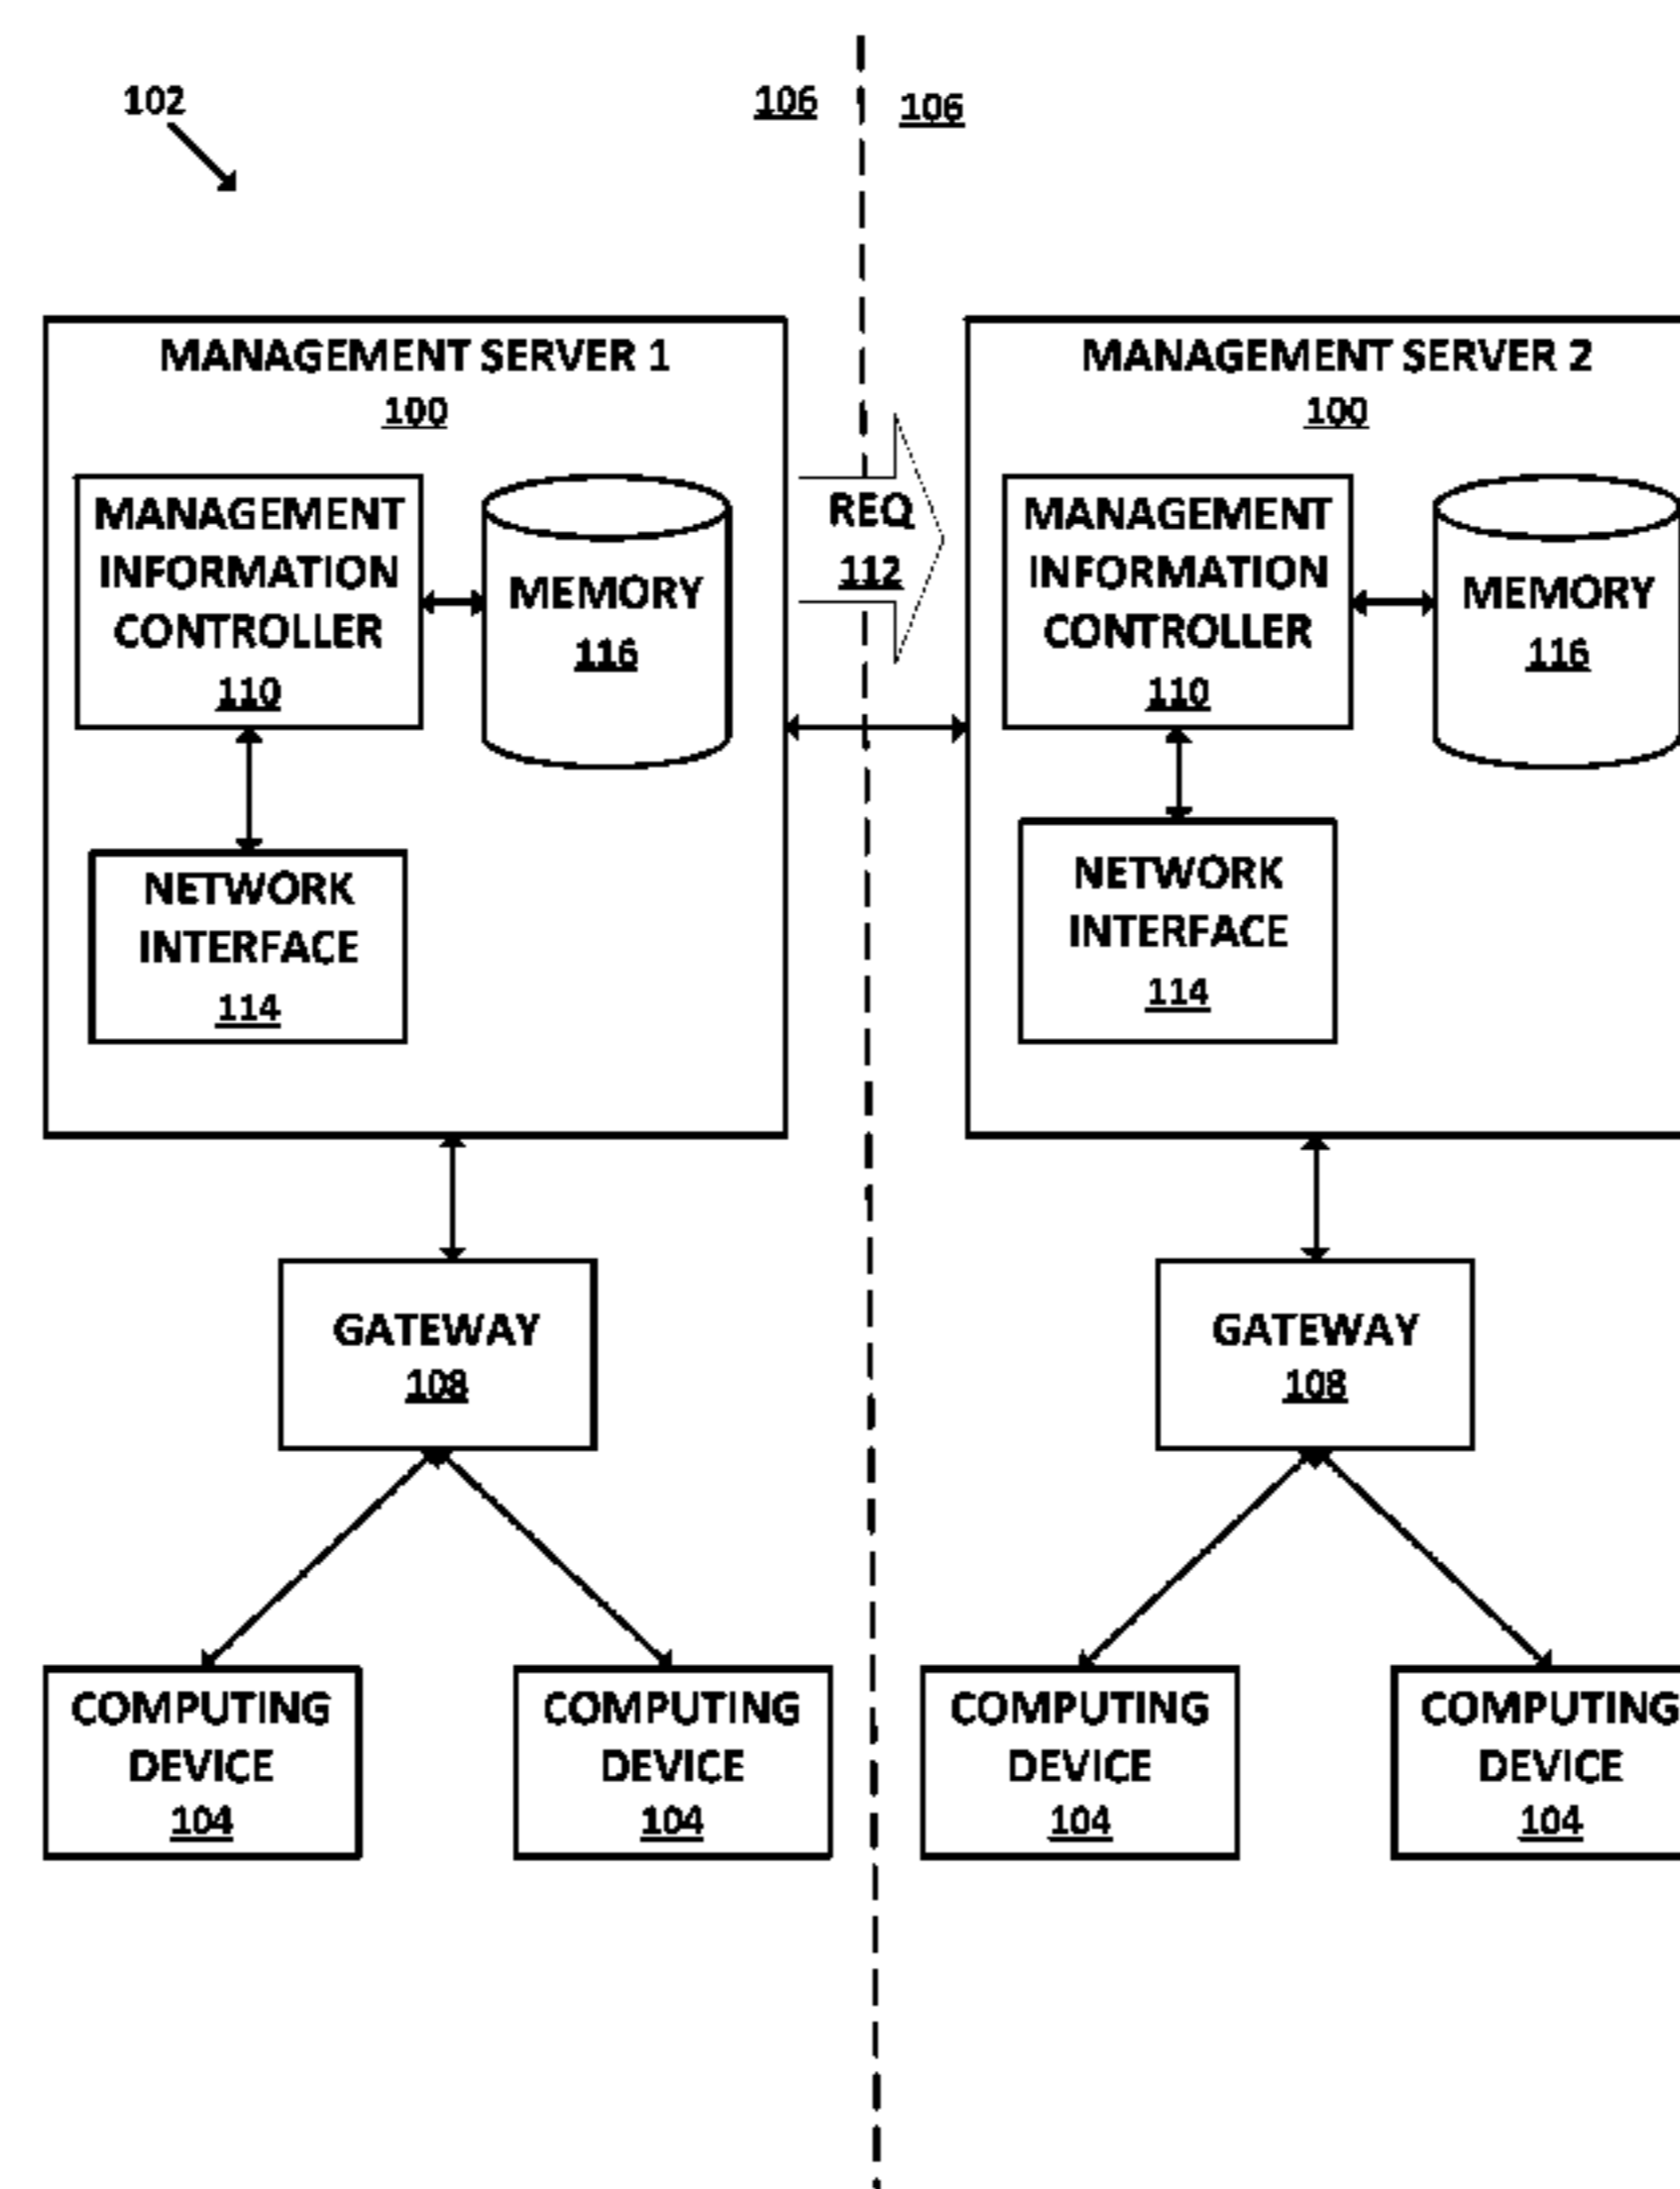 102
106
106
MANAGEMENT SERVER 1
100
MANAGEMENT
INFORMATION
CONTROLLER
110
MEMORY
116
NETWORK
INTERFACE
114
REQ
112
MANAGEMENT SERVER 2
100
MANAGEMENT
INFORMATION
CONTROLLER
110
MEMORY
116
NETWORK
INTERFACE
114
GATEWAY
108
GATEWAY
108
COMPUTING
DEVICE
104
COMPUTING
DEVICE
104
COMPUTING
DEVICE
104
COMPUTING
DEVICE
104